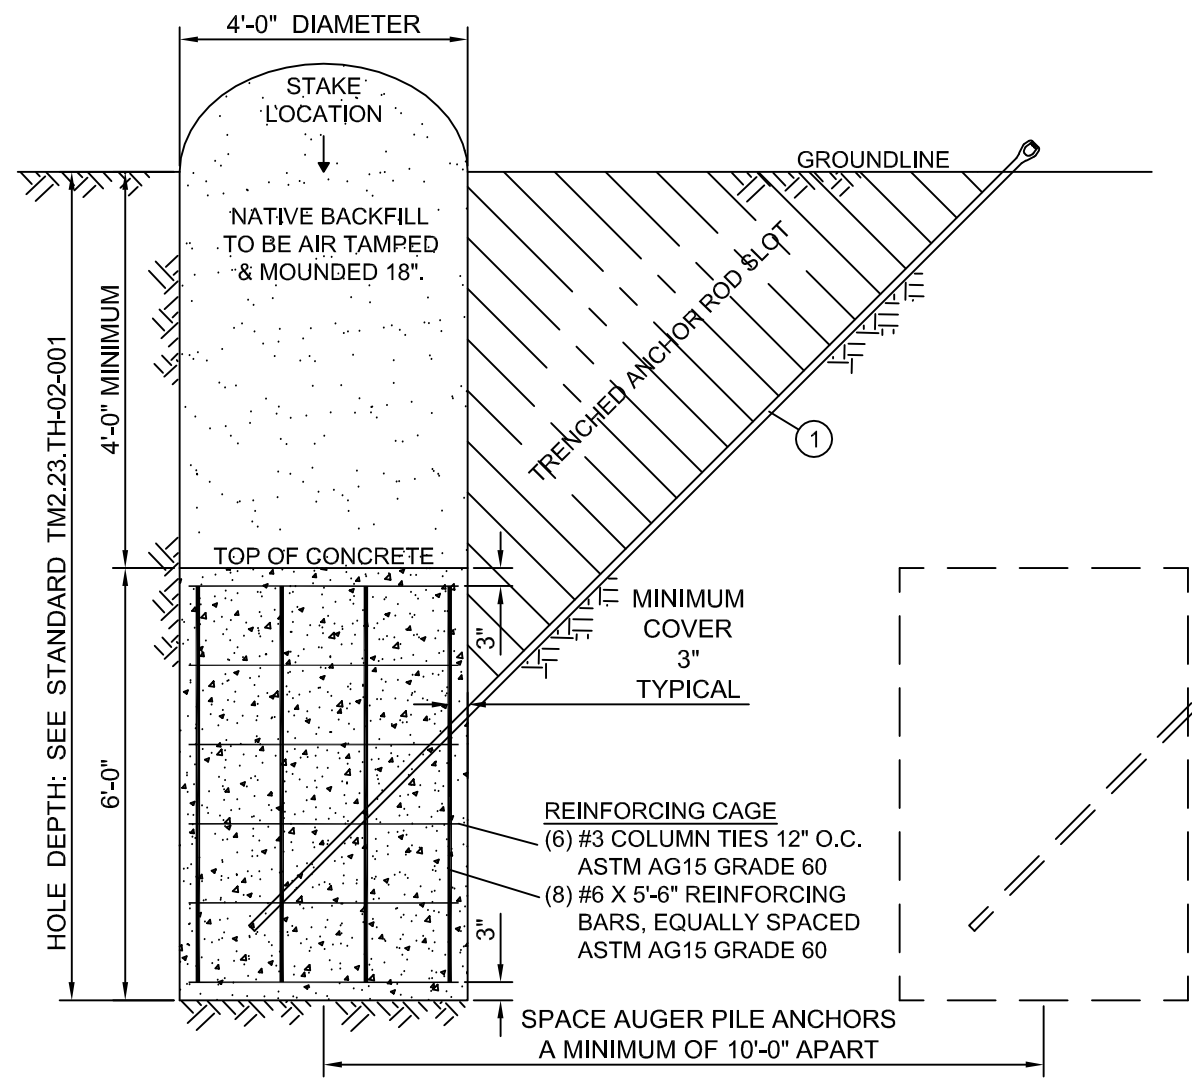 4'-0" DIAMETER
STAKE
LOCATION
GROUNDLINE
NATIVE BACKFILL
TO BE AIR TAMPED
& MOUNDED 18".
TRENCHED ANCHOR ROD SLOT
1
HOLE DEPTH: SEE STANDARD TM2.23.TH-02-001
4'-0" MINIMUM
TOP OF CONCRETE
6'-0"
3"
MINIMUM
COVER
3"
TYPICAL
REINFORCING CAGE
(6) #3 COLUMN TIES 12" O.C.
ASTM AG15 GRADE 60
(8) #6 X 5'-6" REINFORCING
BARS, EQUALLY SPACED
ASTM AG15 GRADE 60
3"
SPACE AUGER PILE ANCHORS
A MINIMUM OF 10'-0" APART